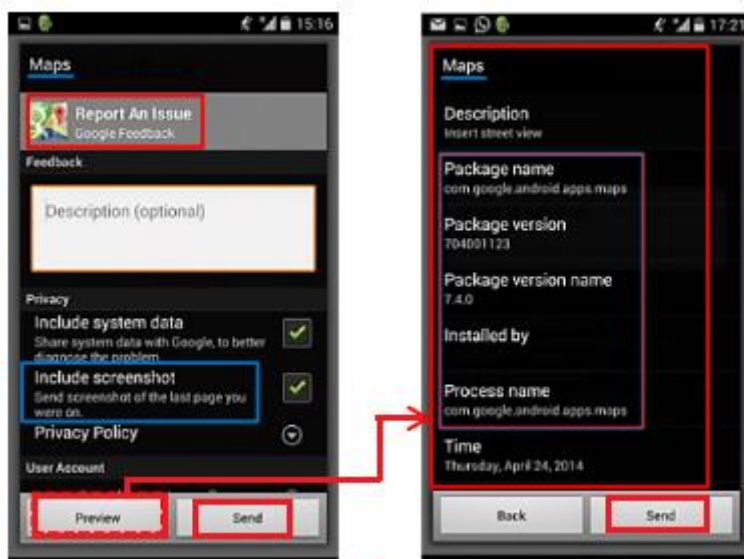 15:16
Maps
Report An Issue
Google Feedback
Feedback
Description (optional)
Privacy
Include system data
Share system data with Google, to better
diagnose the problem.
Include screenshot
Send screenshot of the last page you
were on.
Privacy Policy
User Account
Preview
Send
17:21
Maps
Description
Insert street view
Package name
com.google.android.apps.maps
Package version
704001123
Package version name
7.4.0
Installed by
Process name
com.google.android.apps.maps
Time
Thursday, April 24, 2014
Back
Send